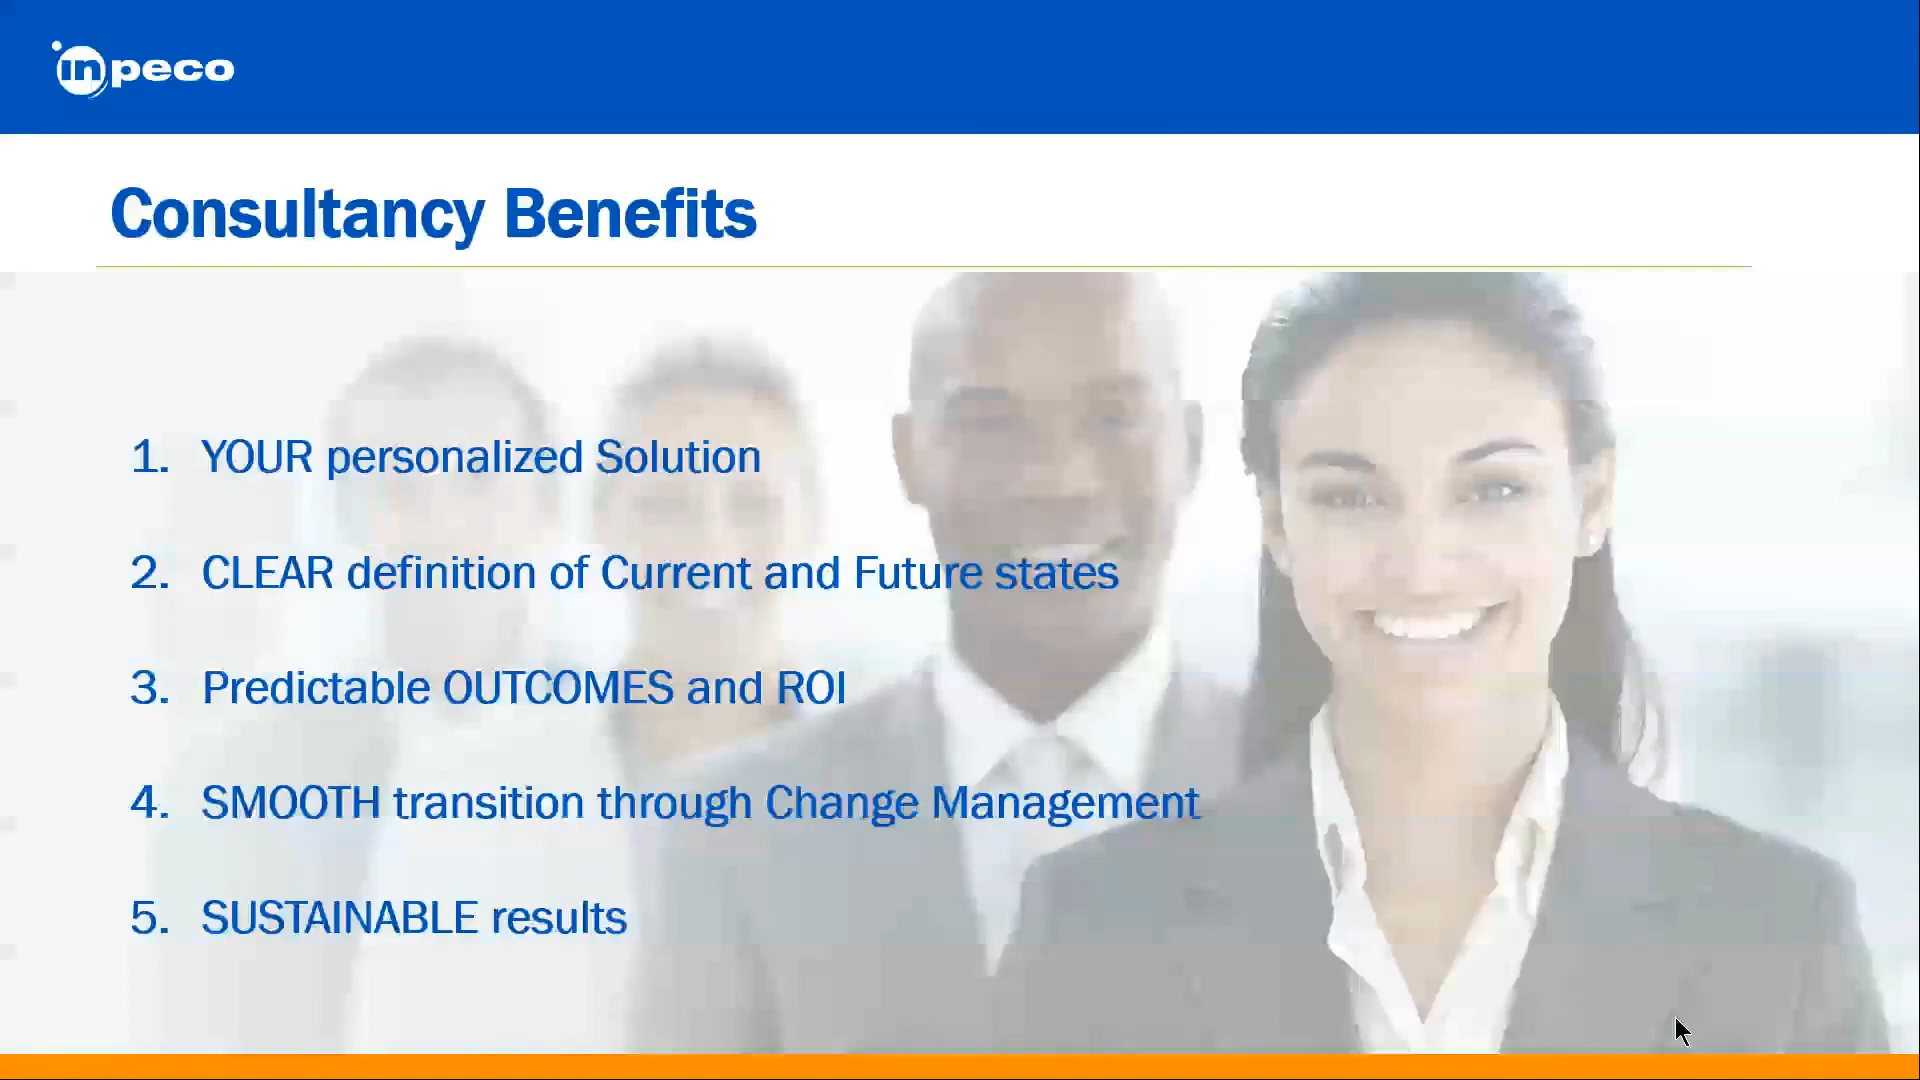 inpeco
Consultancy Benefits
1. YOUR personalized Solution
2. CLEAR definition of Current and Future states
3. Predictable OUTCOMES and ROI
4. SMOOTH transition through Change Management
5. SUSTAINABLE results